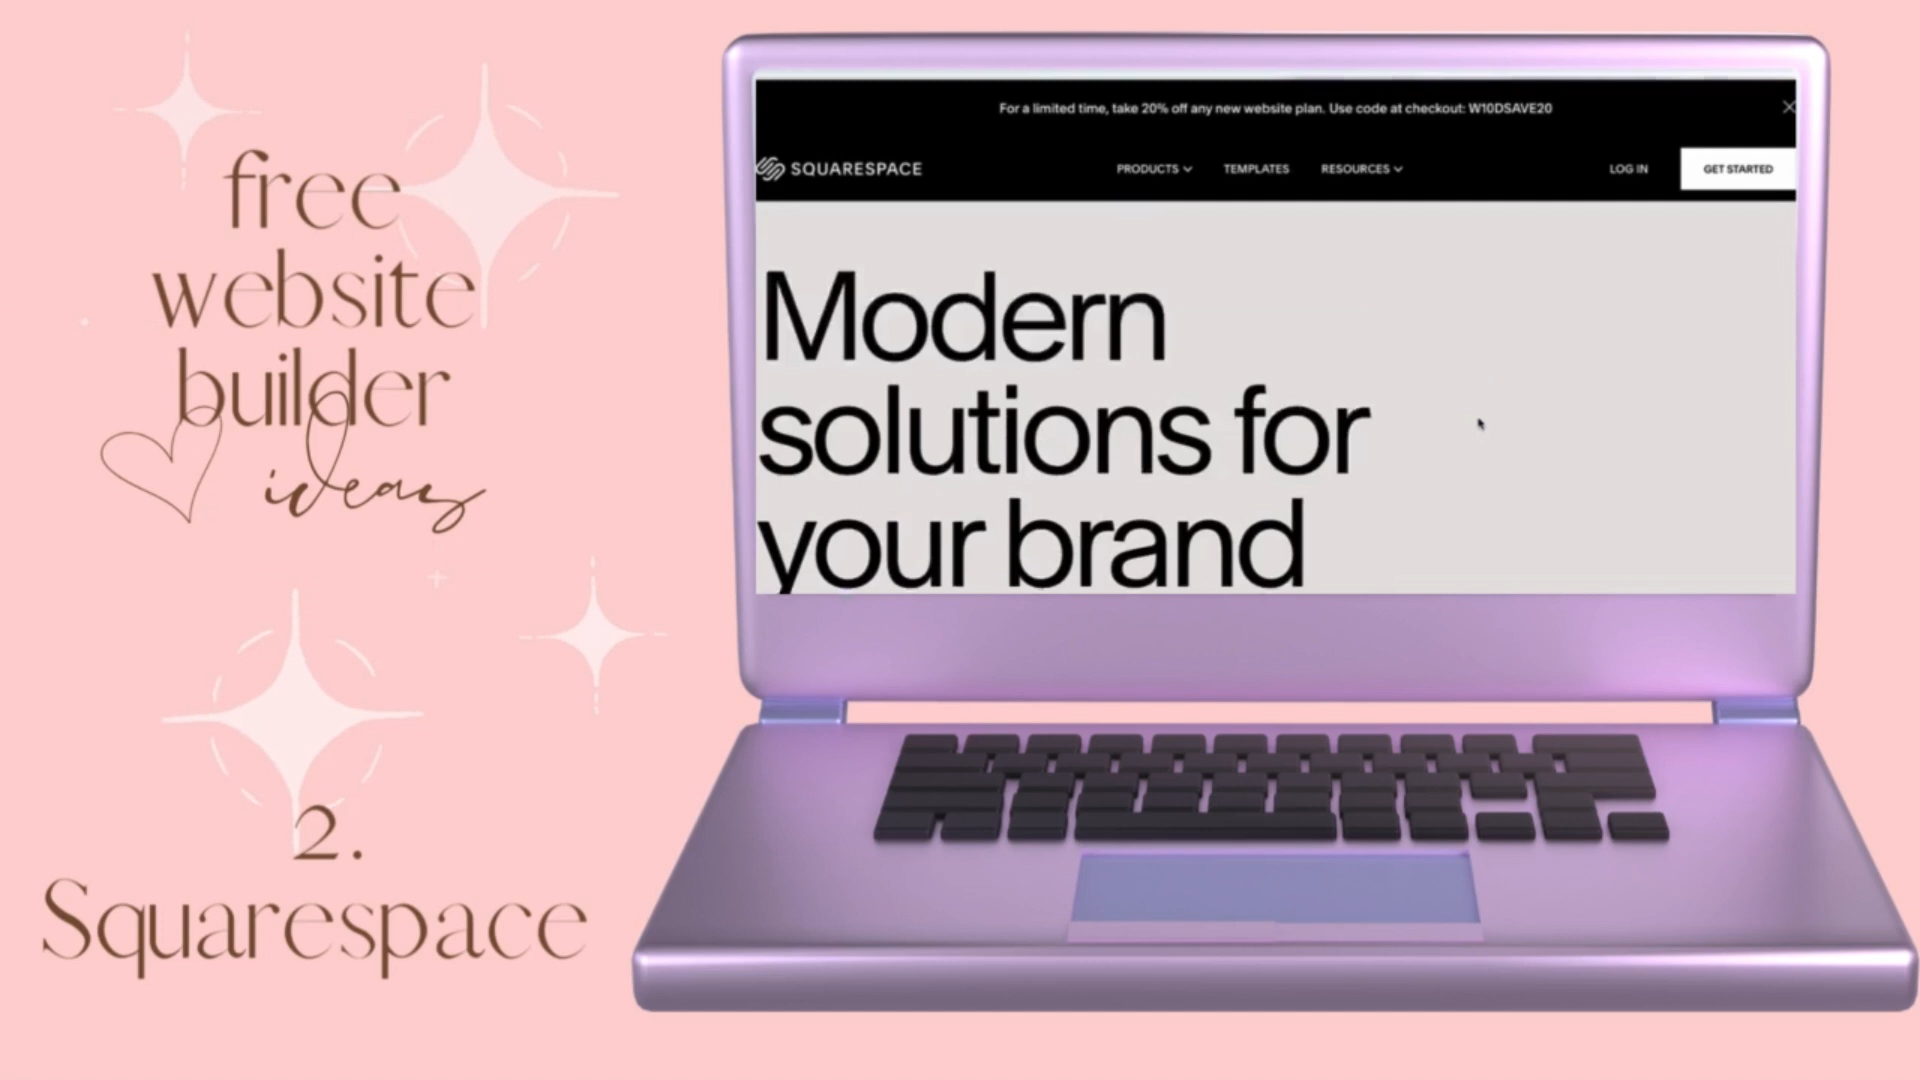 free
website
builder
ideas
2.
Squarespace
For a limited time, take 20% off any new website plan. Use code at checkout: W10DSAVE20
SQUARESPACE
PRODUCTS
TEMPLATES
RESOURCES
LOG IN
GET STARTED
Modern
solutions for
your brand